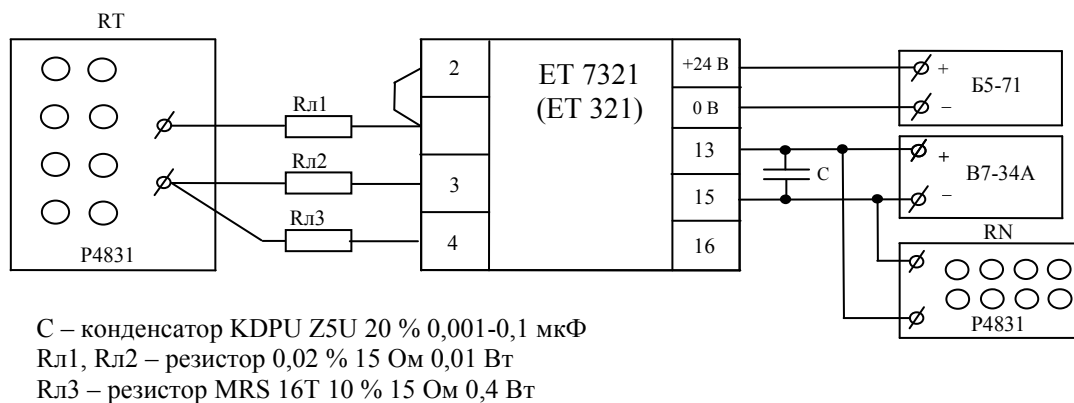 RT
2
ET 7321
(ET 321)
+24 В
+
Б5-71
Rл1
0 В
–
13
+
В7-34А
Rл2
3
С
15
–
Rл3
4
16
RN
Р4831
Р4831
С – конденсатор KDPU Z5U 20 % 0,001-0,1 мкФ
Rл1, Rл2 – резистор 0,02 % 15 Ом 0,01 Вт
Rл3 – резистор MRS 16T 10 % 15 Ом 0,4 Вт